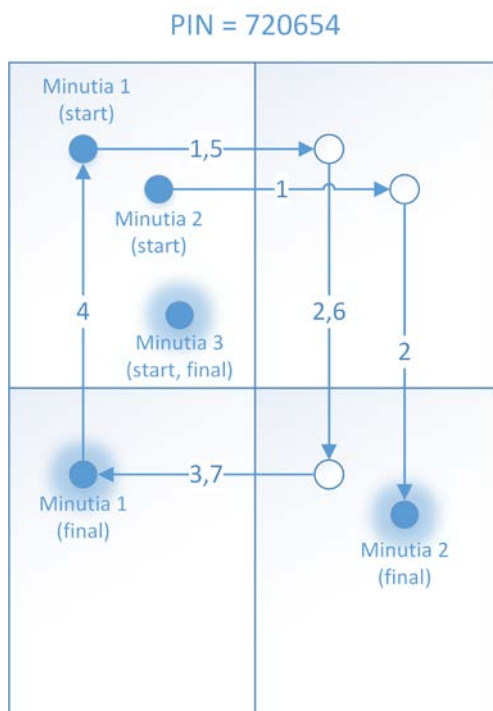 PIN = 720654
Minutia 1
(start)
1,5
1
Minutia 2
(start)
4
2,6
2
Minutia 3
(start, final)
3,7
Minutia 1
(final)
Minutia 2
(final)